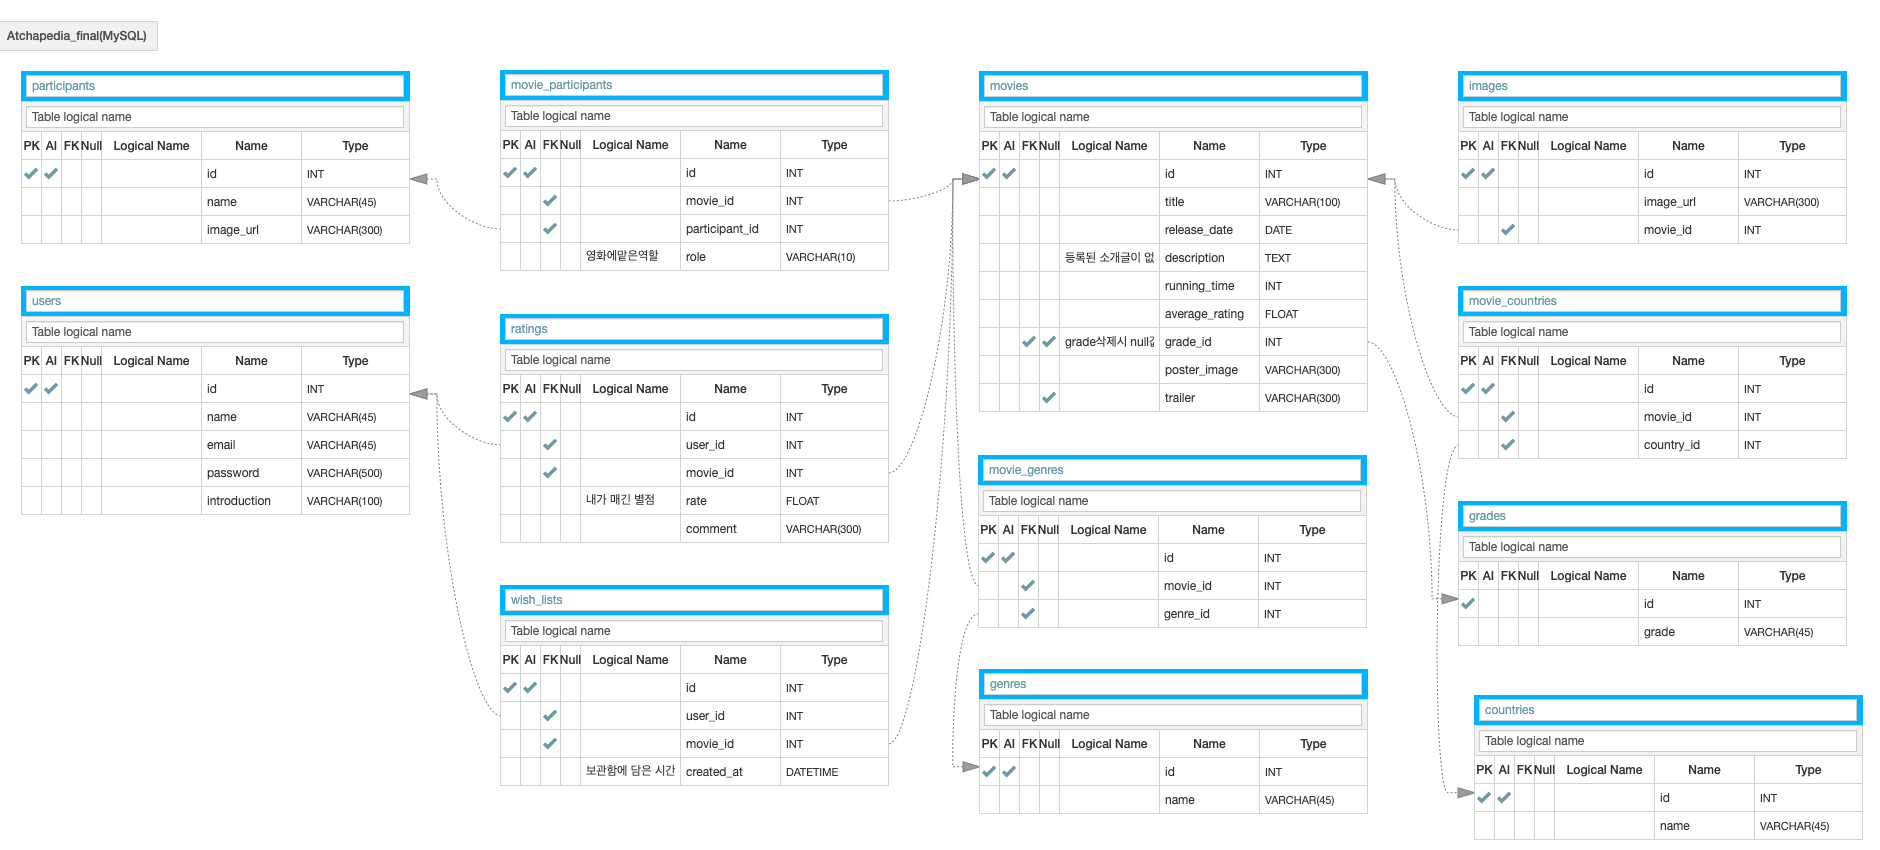 Atchapedia_final(MySQL)
participants
Table logical name
PK AI FK Null Logical Name Name Type
id INT
name VARCHAR(45)
image_url VARCHAR(300)
users
Table logical name
PK AI FK Null Logical Name Name Type
id INT
name VARCHAR(45)
email VARCHAR(45)
password VARCHAR(500)
introduction VARCHAR(100)
movie_participants
Table logical name
PK AI FK Null Logical Name Name Type
id INT
movie_id INT
participant_id INT
영화에맡은역할 role VARCHAR(10)
ratings
Table logical name
PK AI FK Null Logical Name Name Type
id INT
user_id INT
movie_id INT
내가 매긴 별점 rate FLOAT
comment VARCHAR(300)
wish_lists
Table logical name
PK AI FK Null Logical Name Name Type
id INT
user_id INT
movie_id INT
보관함에 담은 시간 created_at DATETIME
movies
Table logical name
PK AI FK Null Logical Name Name Type
id INT
title VARCHAR(100)
release_date DATE
등록된 소개글이 없 description TEXT
running_time INT
average_rating FLOAT
grade삭제시 null값 grade_id INT
poster_image VARCHAR(300)
trailer VARCHAR(300)
movie_genres
Table logical name
PK AI FK Null Logical Name Name Type
id INT
movie_id INT
genre_id INT
genres
Table logical name
PK AI FK Null Logical Name Name Type
id INT
name VARCHAR(45)
images
Table logical name
PK AI FK Null Logical Name Name Type
id INT
image_url VARCHAR(300)
movie_id INT
movie_countries
Table logical name
PK AI FK Null Logical Name Name Type
id INT
movie_id INT
country_id INT
grades
Table logical name
PK AI FK Null Logical Name Name Type
id INT
grade VARCHAR(45)
countries
Table logical name
PK AI FK Null Logical Name Name Type
id INT
name VARCHAR(45)